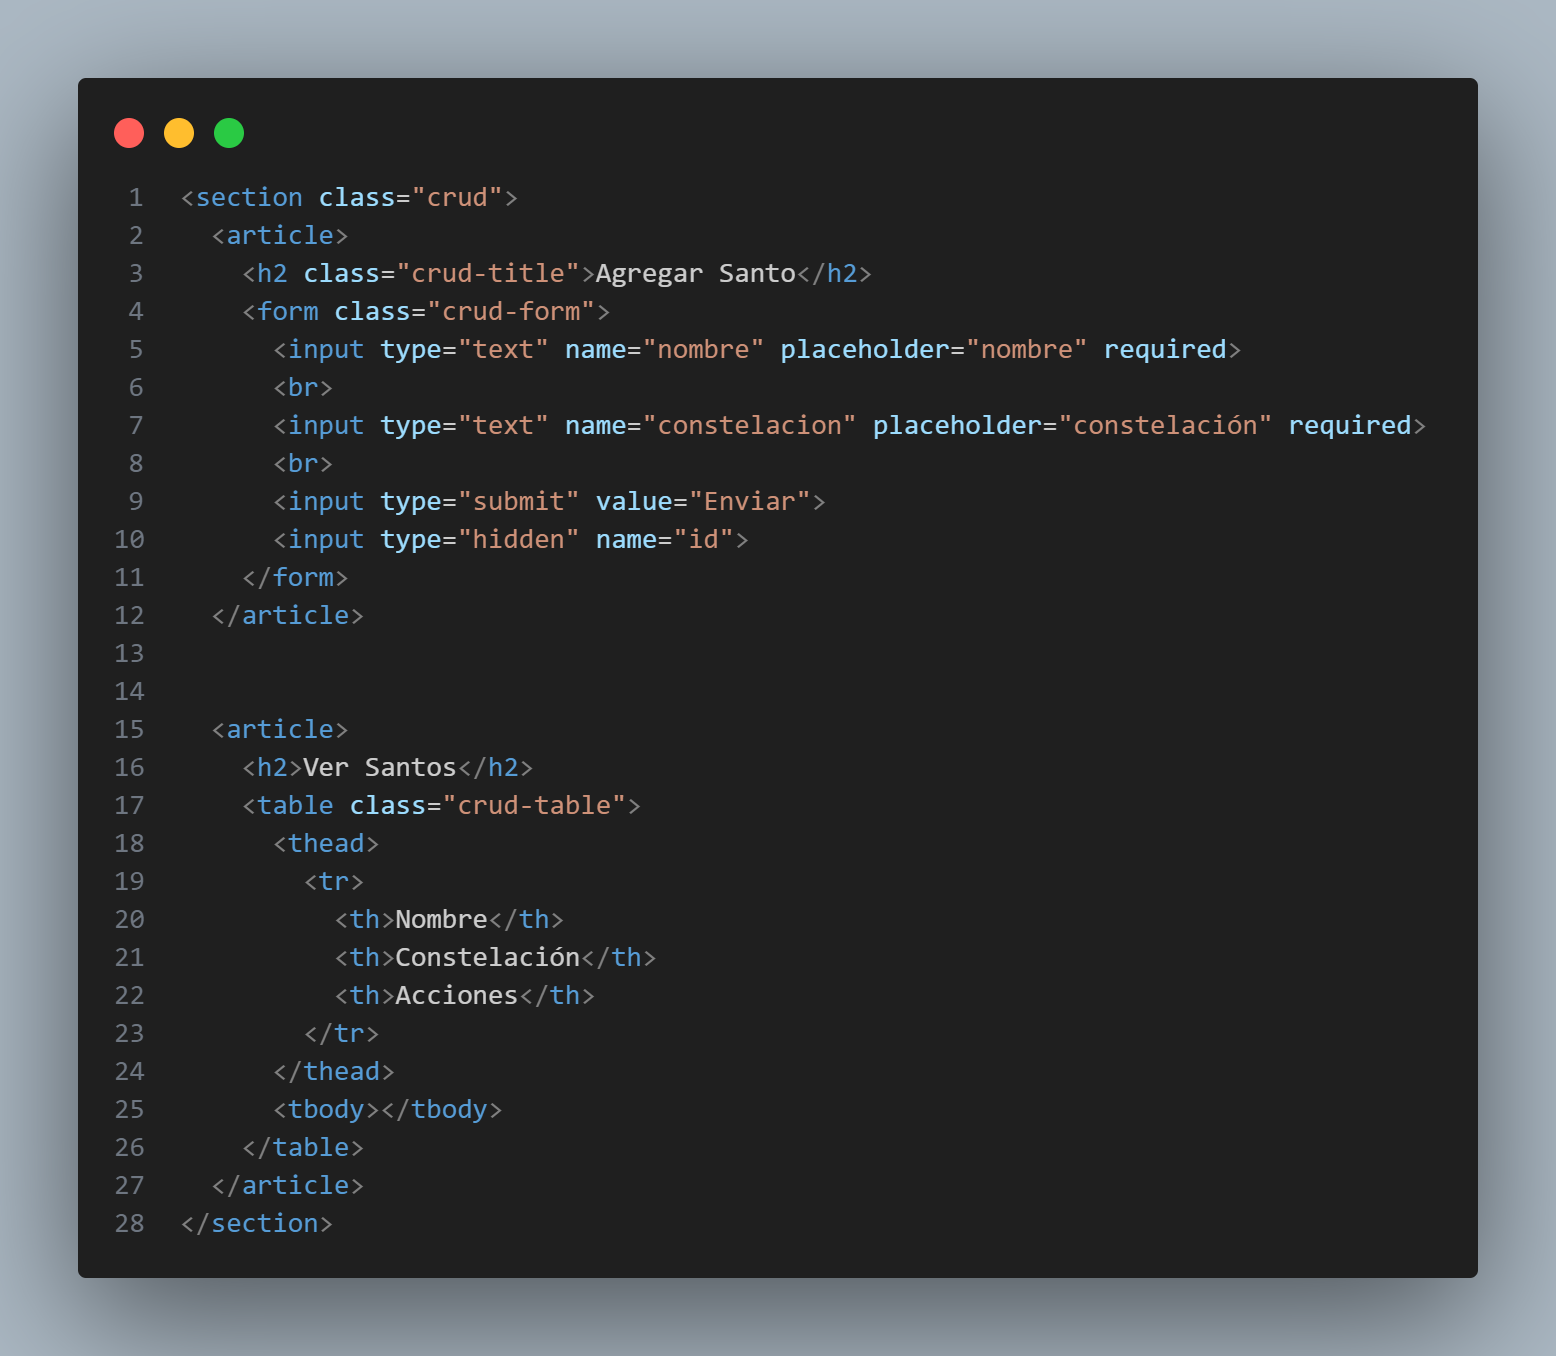 1 <section class="crud">
2   <article>
3     <h2 class="crud-title">Agregar Santo</h2>
4     <form class="crud-form">
5       <input type="text" name="nombre" placeholder="nombre" required>
6       <br>
7       <input type="text" name="constelacion" placeholder="constelación" required>
8       <br>
9       <input type="submit" value="Enviar">
10       <input type="hidden" name="id">
11     </form>
12   </article>
13
14
15   <article>
16     <h2>Ver Santos</h2>
17     <table class="crud-table">
18       <thead>
19         <tr>
20           <th>Nombre</th>
21           <th>Constelación</th>
22           <th>Acciones</th>
23         </tr>
24       </thead>
25       <tbody></tbody>
26     </table>
27   </article>
28 </section>